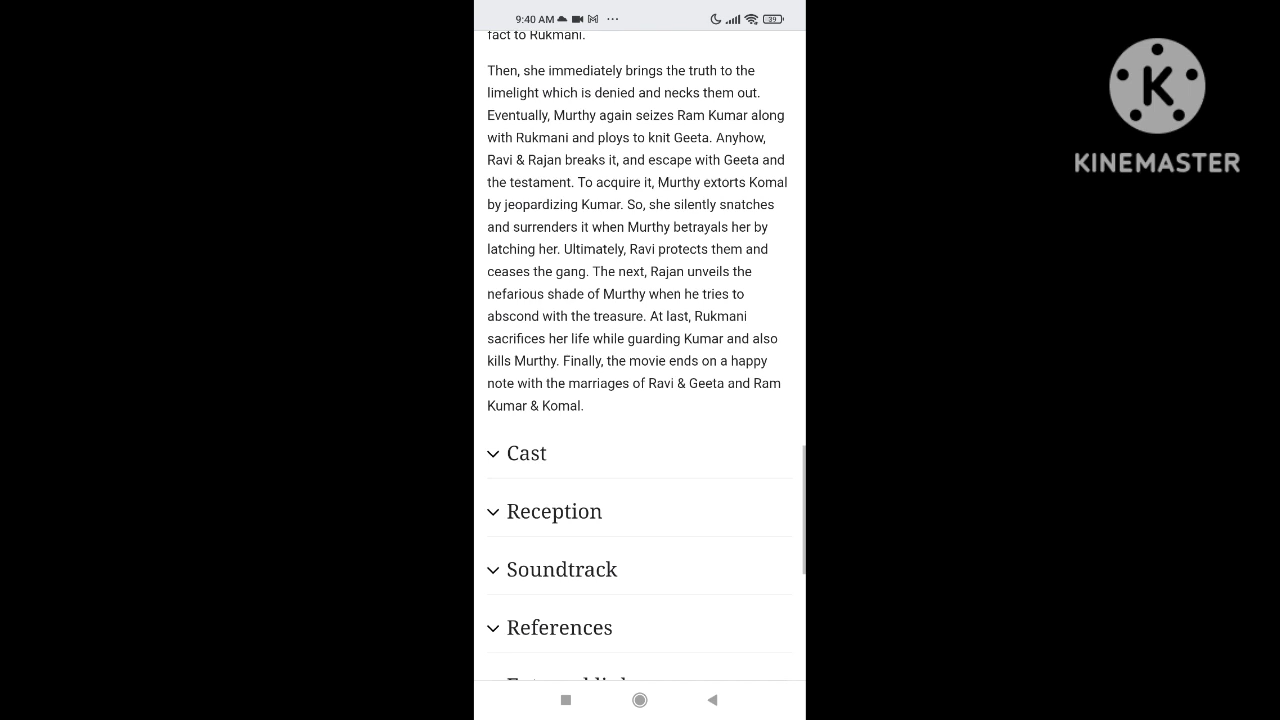 9:40 AM
39
fact to Rukmani.
Then, she immediately brings the truth to the
limelight which is denied and necks them out.
Eventually, Murthy again seizes Ram Kumar along
with Rukmani and ploys to knit Geeta. Anyhow,
Ravi & Rajan breaks it, and escape with Geeta and
the testament. To acquire it, Murthy extorts Komal
by jeopardizing Kumar. So, she silently snatches
and surrenders it when Murthy betrayals her by
latching her. Ultimately, Ravi protects them and
ceases the gang. The next, Rajan unveils the
nefarious shade of Murthy when he tries to
abscond with the treasure. At last, Rukmani
sacrifices her life while guarding Kumar and also
kills Murthy. Finally, the movie ends on a happy
note with the marriages of Ravi & Geeta and Ram
Kumar & Komal.
Cast
Reception
Soundtrack
References
K
KINEMASTER